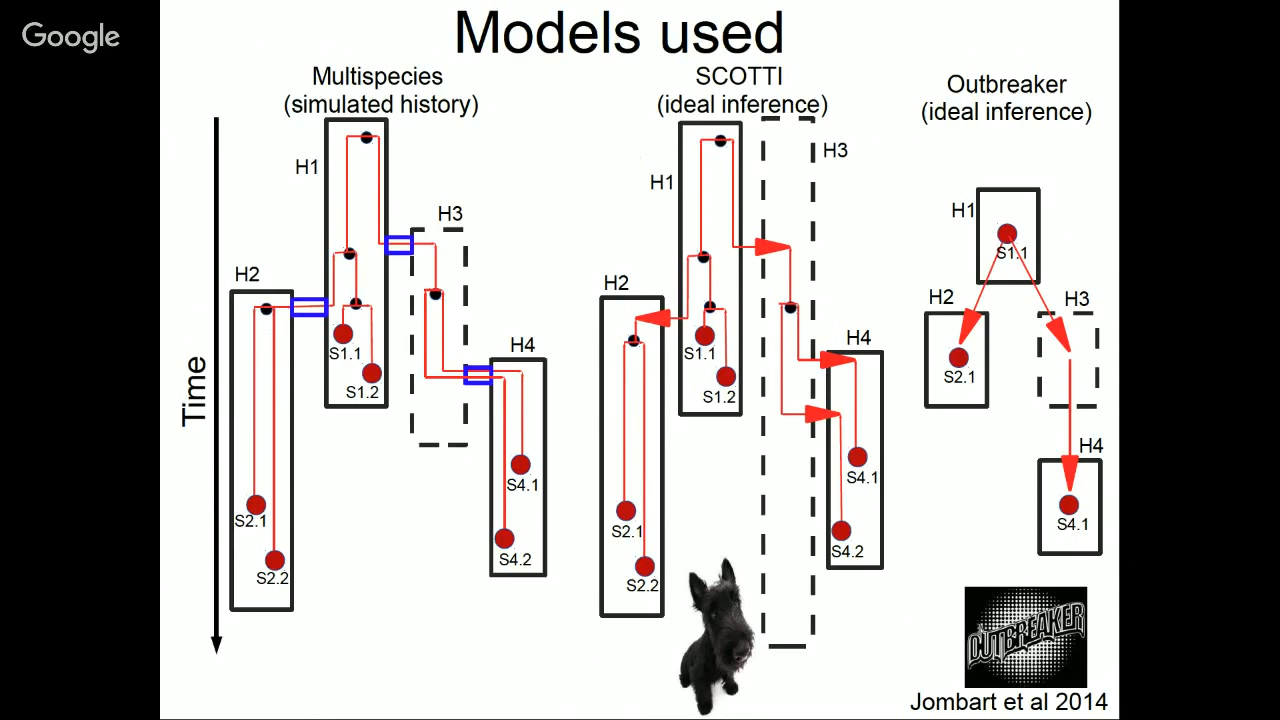 Google
Models used
Multispecies
(simulated history)
SCOTTI
(ideal inference)
Outbreaker
(ideal inference)
Time
H1
H2
H3
H4
S1.1
S1.2
S2.1
S2.2
S4.1
S4.2
H1
H2
H3
H4
S1.1
S1.2
S2.1
S2.2
S4.1
S4.2
H1
S1.1
H2
H3
S2.1
H4
S4.1
OUTBREAKER
Jombart et al 2014